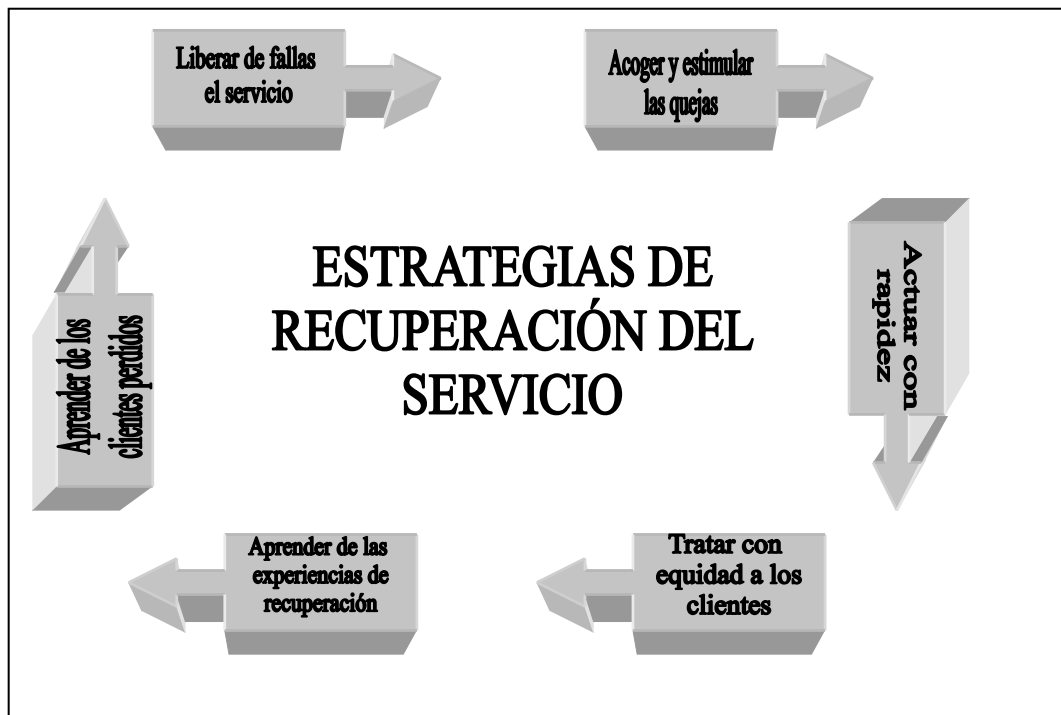 Liberar de fallas
el servicio
Acoger y estimular
las quejas
ESTRATEGIAS DE
RECUPERACIÓN DEL
SERVICIO
Actuar con
rapidez
Tratar con
equidad a los
clientes
Aprender de las
experiencias de
recuperación
Aprender de los
clientes perdidos